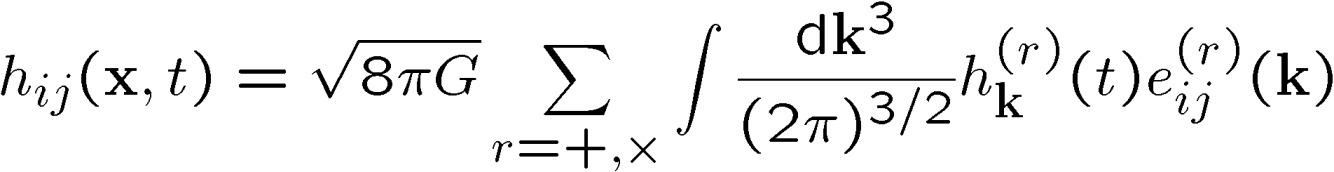 h_{ij}(\mathbf{x}, t) = \sqrt{8\pi G} \sum_{r=+,\times} \int \frac{\mathrm{d}\mathbf{k}^3}{(2\pi)^{3/2}} h_{\mathbf{k}}^{(r)}(t) e_{ij}^{(r)}(\mathbf{k})